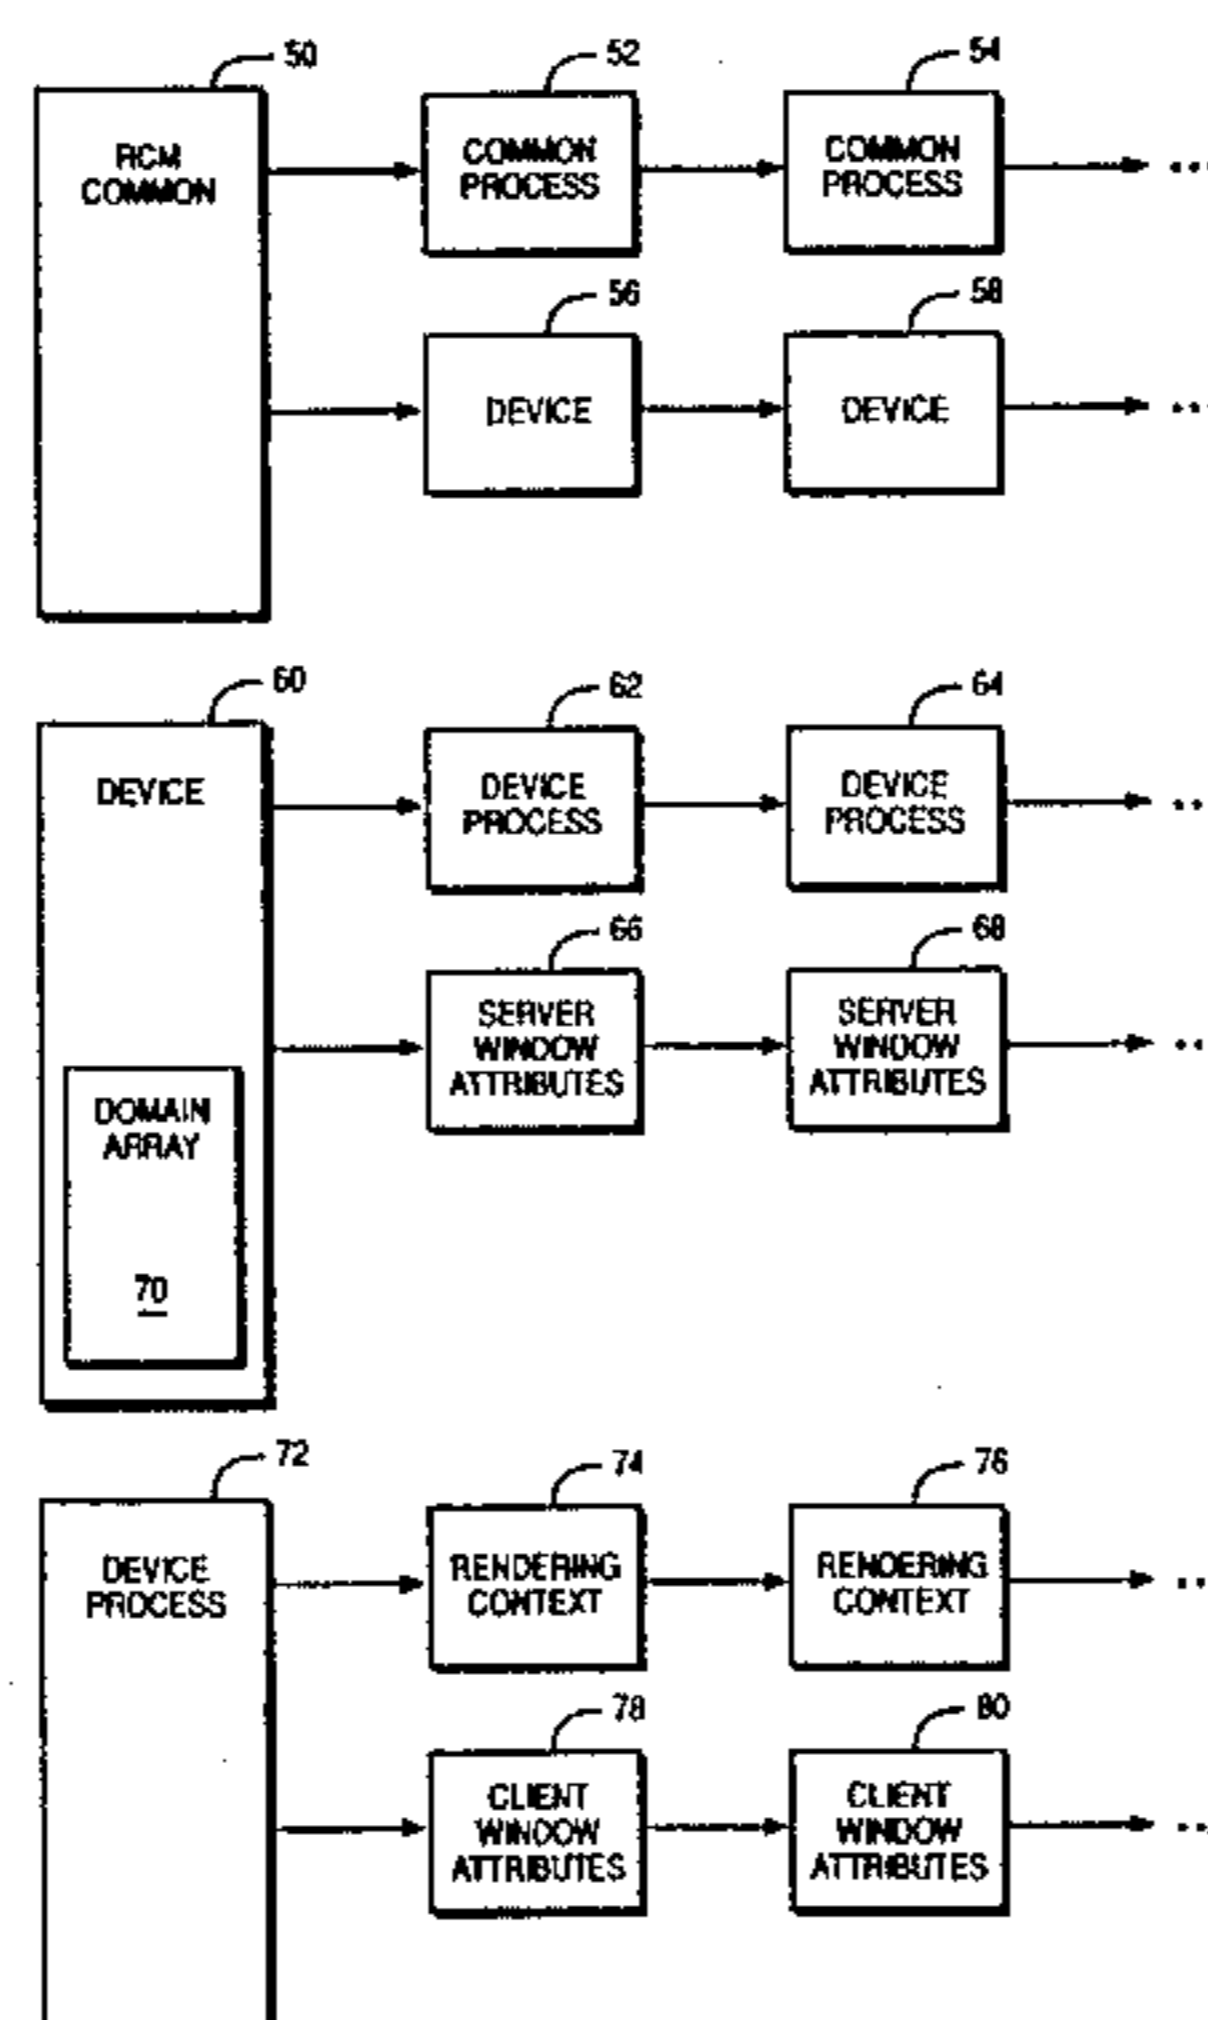 50
52
54
RCM
COMMON
COMMON
PROCESS
COMMON
PROCESS
...
56
58
DEVICE
DEVICE
...
60
62
64
DEVICE
DEVICE
PROCESS
DEVICE
PROCESS
..
66
68
SERVER
WINDOW
ATTRIBUTES
SERVER
WINDOW
ATTRIBUTES
..
DOMAIN
ARRAY
70
72
74
76
DEVICE
PROCESS
RENDERING
CONTEXT
RENDERING
CONTEXT
..
78
80
CLIENT
WINDOW
ATTRIBUTES
CLIENT
WINDOW
ATTRIBUTES
..